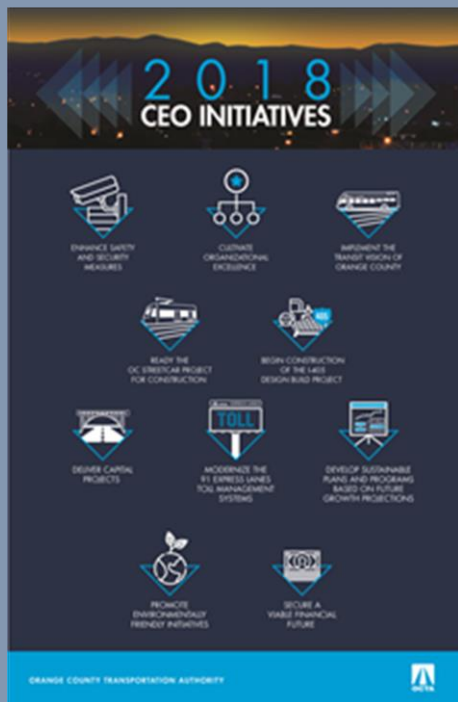 2018
CEO INITIATIVES
ENHANCE SAFETY
AND SECURITY
MEASURES
CULTIVATE
ORGANIZATIONAL
EXCELLENCE
IMPLEMENT THE
TRANSIT VISION OF
ORANGE COUNTY
READY THE
OC STREETCAR PROJECT
FOR CONSTRUCTION
405
BEGIN CONSTRUCTION
OF THE I-405
DESIGN BUILD PROJECT
DELIVER CAPITAL
PROJECTS
TOLL
MODERNIZE THE
91 EXPRESS LANES
TOLL MANAGEMENT
SYSTEMS
DEVELOP SUSTAINABLE
PLANS AND PROGRAMS
BASED ON FUTURE
GROWTH PROJECTIONS
PROMOTE
ENVIRONMENTALLY
FRIENDLY INITIATIVES
SECURE A
VIABLE FINANCIAL
FUTURE
ORANGE COUNTY TRANSPORTATION AUTHORITY
OCTA